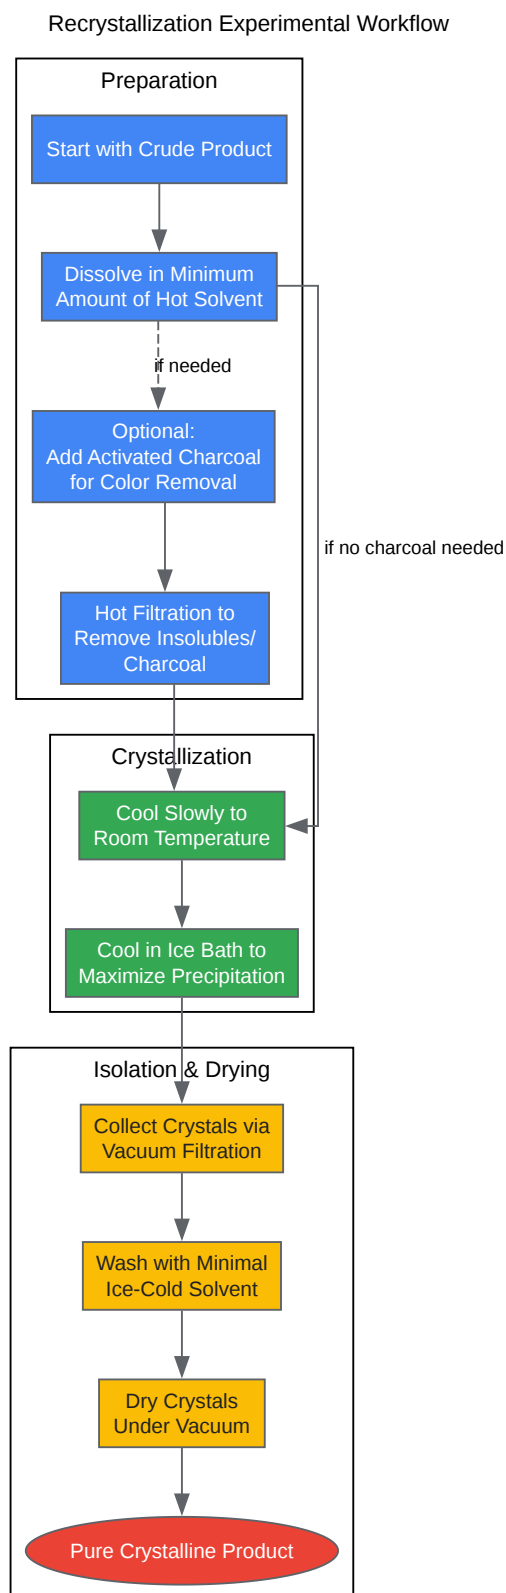 Recrystallization Experimental Workflow
Preparation
Start with Crude Product
Dissolve in Minimum
Amount of Hot Solvent
if needed
Optional:
Add Activated Charcoal
for Color Removal
if no charcoal needed
Hot Filtration to
Remove Insolubles/
Charcoal
Crystallization
Cool Slowly to
Room Temperature
Cool in Ice Bath to
Maximize Precipitation
Isolation & Drying
Collect Crystals via
Vacuum Filtration
Wash with Minimal
Ice-Cold Solvent
Dry Crystals
Under Vacuum
Pure Crystalline Product